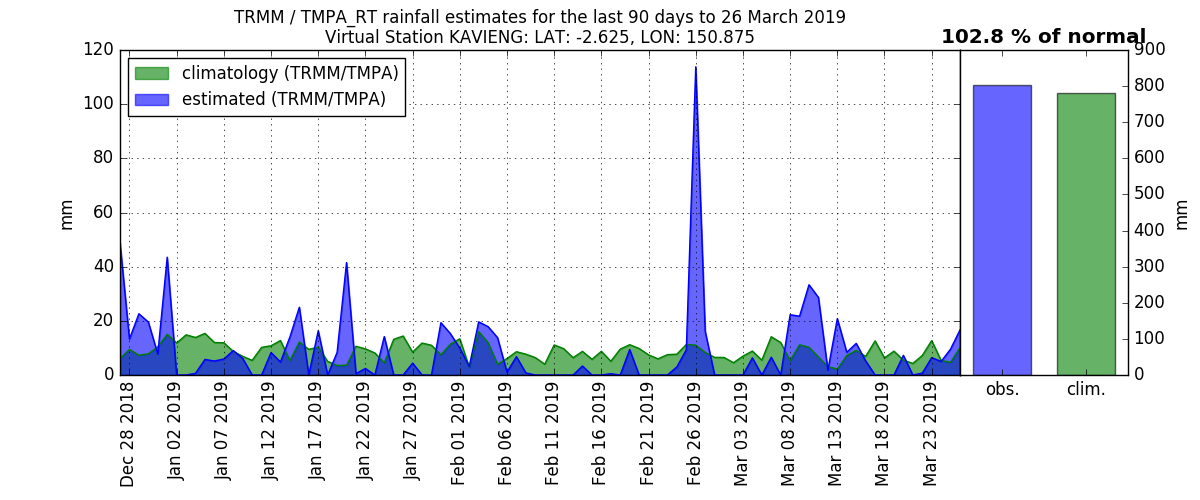 TRMM / TMPA_RT rainfall estimates for the last 90 days to 26 March 2019
Virtual Station KAVIENG: LAT: -2.625, LON: 150.875
102.8 % of normal
climatology (TRMM/TMPA)
estimated (TRMM/TMPA)
mm
120
100
80
60
40
20
0
Dec 28 2018
Jan 02 2019
Jan 07 2019
Jan 12 2019
Jan 17 2019
Jan 22 2019
Jan 27 2019
Feb 01 2019
Feb 06 2019
Feb 11 2019
Feb 16 2019
Feb 21 2019
Feb 26 2019
Mar 03 2019
Mar 08 2019
Mar 13 2019
Mar 18 2019
Mar 23 2019
900
800
700
600
500
400
300
200
100
0
mm
obs.
clim.